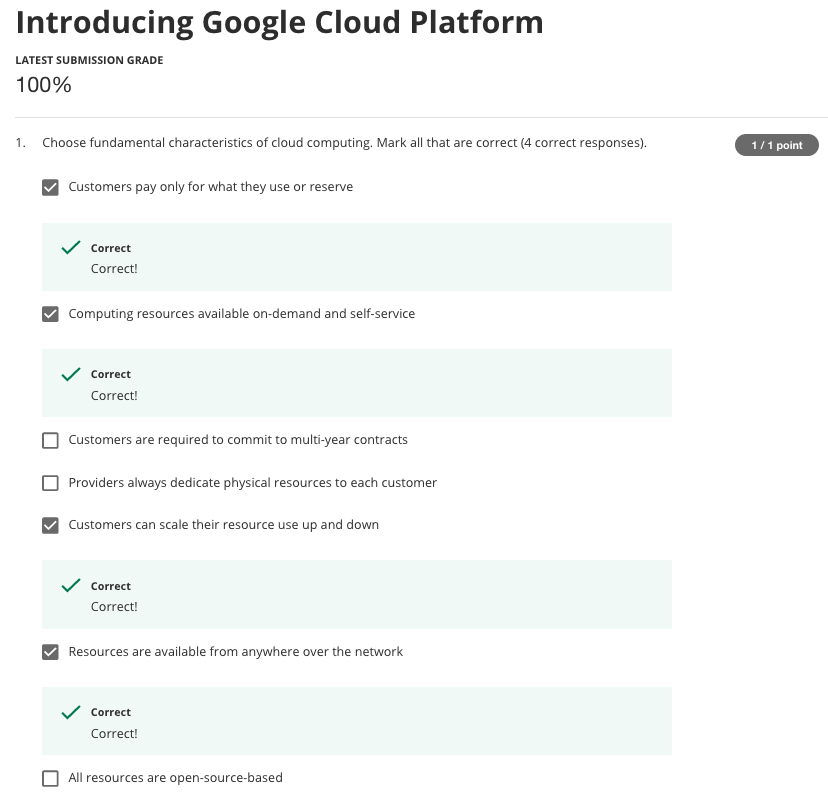 Introducing Google Cloud Platform
LATEST SUBMISSION GRADE
100%
1. Choose fundamental characteristics of cloud computing. Mark all that are correct (4 correct responses).
1 / 1 point
Customers pay only for what they use or reserve
Correct
Correct!
Computing resources available on-demand and self-service
Correct
Correct!
Customers are required to commit to multi-year contracts
Providers always dedicate physical resources to each customer
Customers can scale their resource use up and down
Correct
Correct!
Resources are available from anywhere over the network
Correct
Correct!
All resources are open-source-based